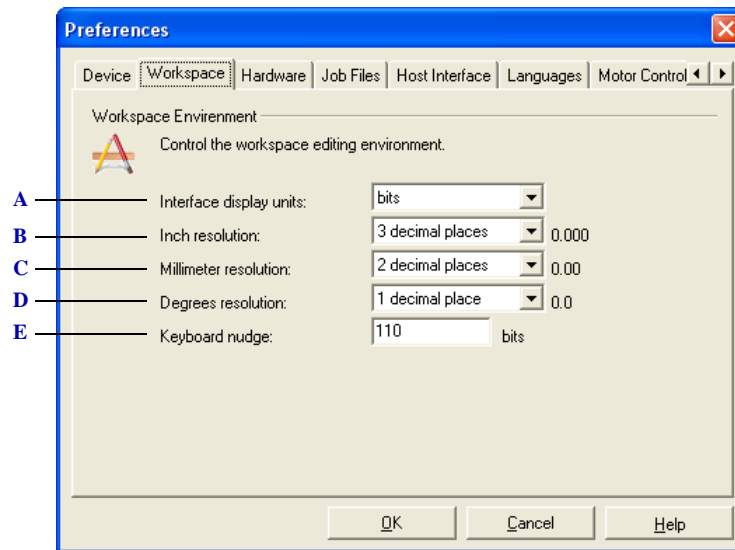 Preferences
Device Workspace Hardware Job Files Host Interface Languages Motor Control
Workspace Envirenment
Control the workspace editing environment.
A Interface display units: bits
B Inch resolution: 3 decimal places 0.000
C Millimeter resolution: 2 decimal places 0.00
D Degrees resolution: 1 decimal place 0.0
E Keyboard nudge: 110 bits
OK Cancel Help